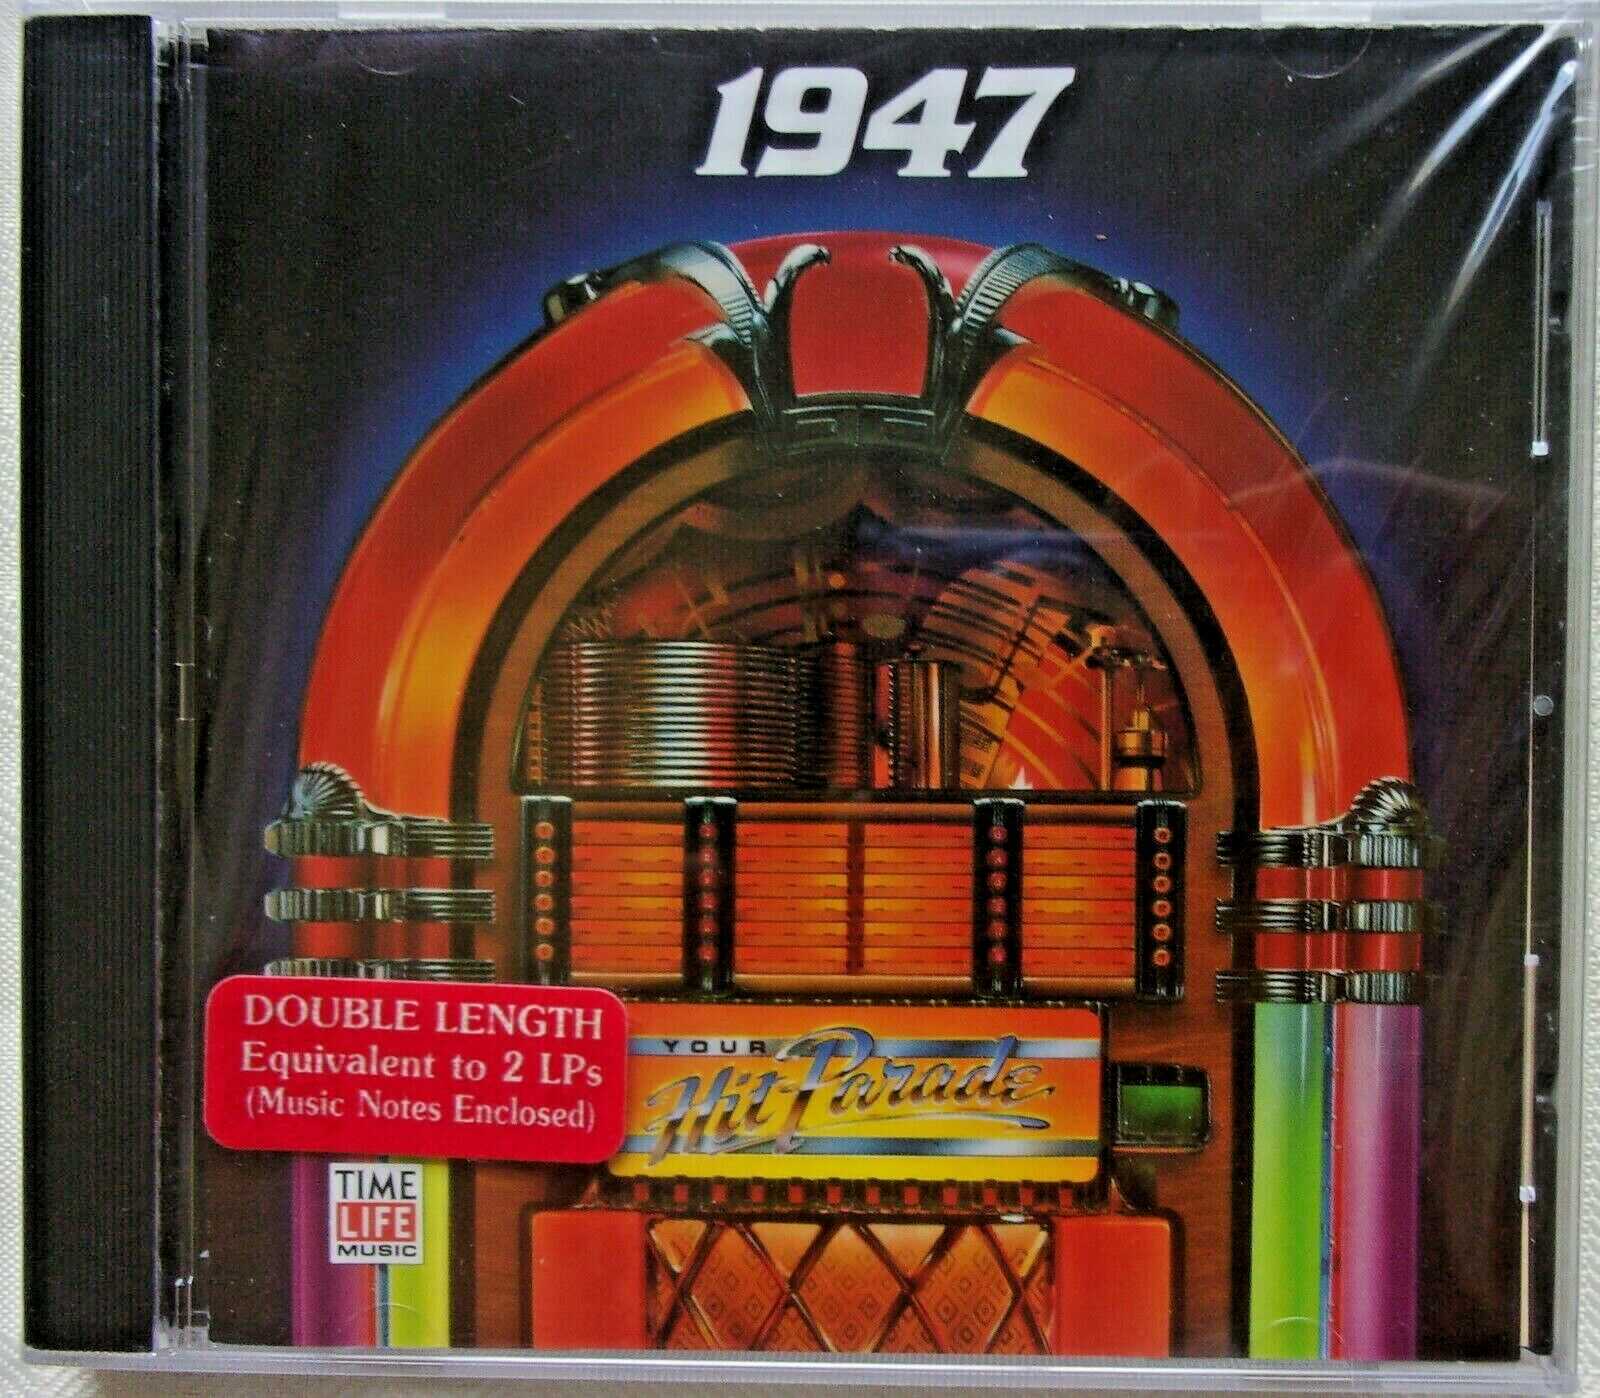 1947
YOUR
Hit Parade
DOUBLE LENGTH
Equivalent to 2 LPs
(Music Notes Enclosed)
TIME
LIFE
MUSIC